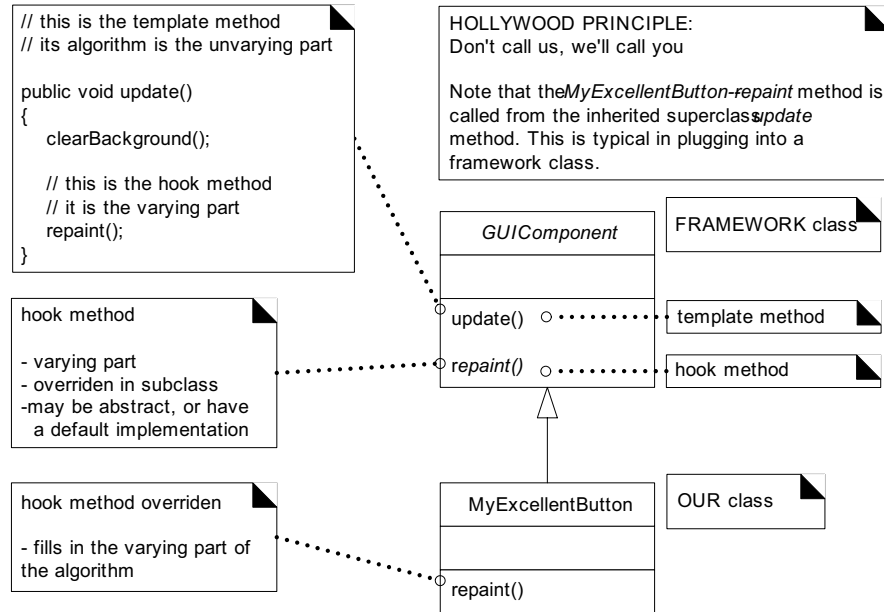 // this is the template method
// its algorithm is the unvarying part
public void update()
{
clearBackground();
// this is the hook method
// it is the varying part
repaint();
}
HOLLYWOOD PRINCIPLE:
Don't call us, we'll call you
Note that the MyExcellentButton-repaint method is
called from the inherited superclass update
method. This is typical in plugging into a
framework class.
GUIComponent
update()
repaint()
FRAMEWORK class
template method
hook method
hook method
- varying part
- overriden in subclass
-may be abstract, or have
a default implementation
hook method overriden
- fills in the varying part of
the algorithm
MyExcellentButton
repaint()
OUR class